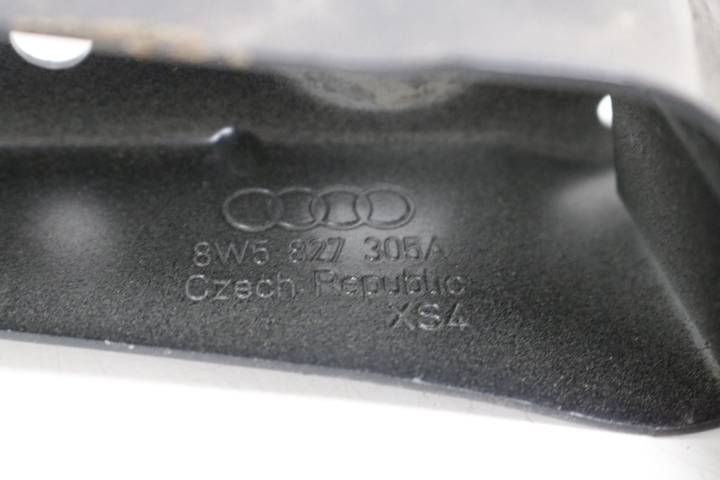 8W5 827 305A
Czech Republic
XS4